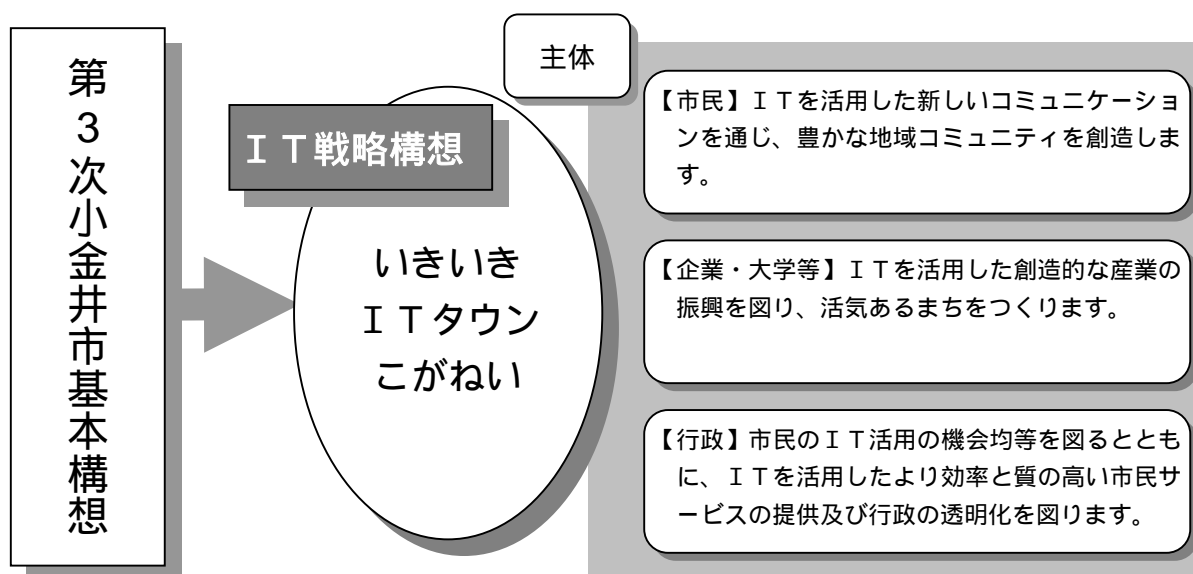 第３次小金井市基本構想
ＩＴ戦略構想
いきいき
ＩＴタウン
こがねい
主体
【市民】ＩＴを活用した新しいコミュニケーショ
ンを通じ、豊かな地域コミュニティを創造しま
す。
【企業・大学等】ＩＴを活用した創造的な産業の
振興を図り、活気あるまちをつくります。
【行政】市民のＩＴ活用の機会均等を図るととも
に、ＩＴを活用したより効率と質の高い市民サ
ービスの提供及び行政の透明化を図ります。